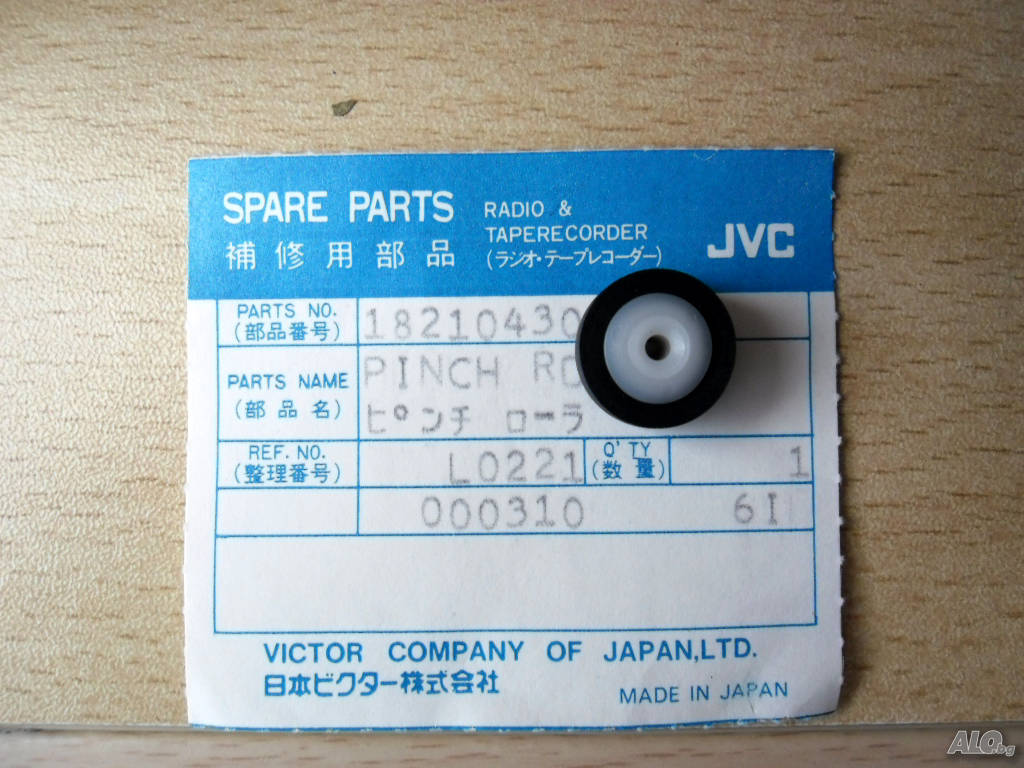 SPARE PARTS RADIO &
TAPERECORDER
補修用部品 (ラジオ・テープレコーダー)
JVC
PARTS NO.
(部品番号)
18210430
PARTS NAME
(部品名)
PINCH
ピンチ ローラ
REF. NO.
(整理番号)
L0221
Q'TY
(数量)
1
000310 6I
VICTOR COMPANY OF JAPAN,LTD.
日本ビクター株式会社
MADE IN JAPAN
ALO.bg